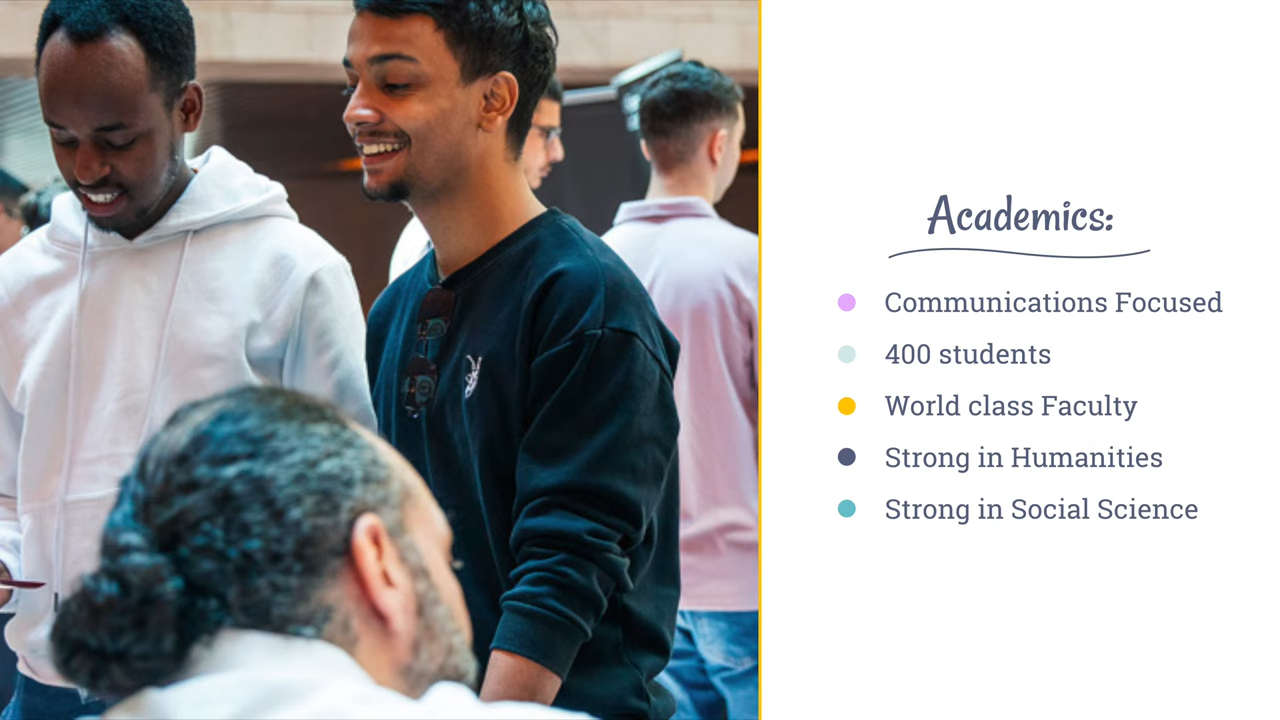 Academics:
Communications Focused
400 students
World class Faculty
Strong in Humanities
Strong in Social Science